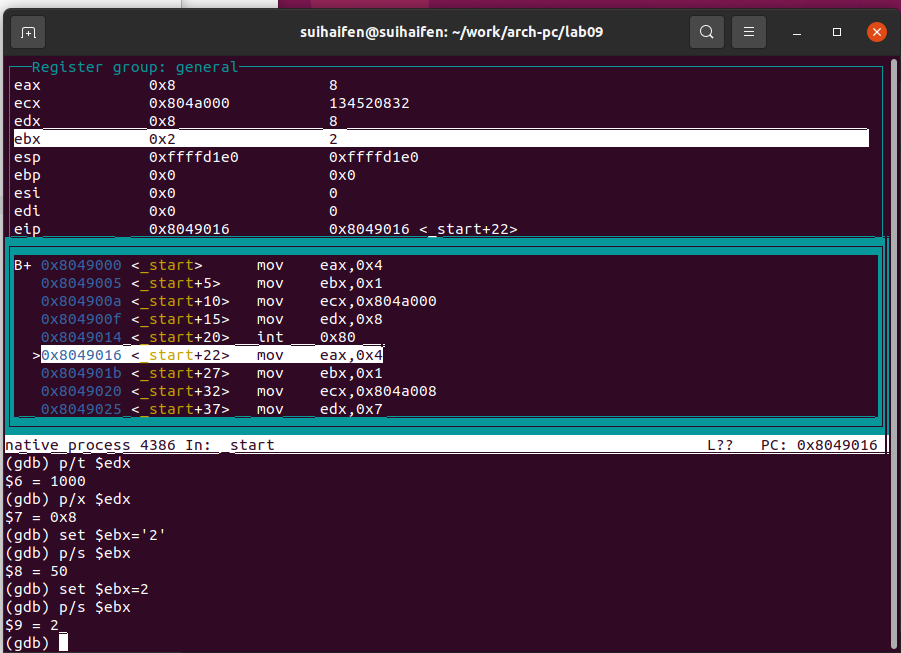 suihaifen@suihaifen: ~/work/arch-pc/lab09
Register group: general
eax 0x8 8
ecx 0x804a000 134520832
edx 0x8 8
ebx 0x2 2
esp 0xffffd1e0 0xffffd1e0
ebp 0x0 0x0
esi 0x0 0
edi 0x0 0
eip 0x8049016 0x8049016 <_start+22>
B+ 0x8049000 <_start> mov eax,0x4
0x8049005 <_start+5> mov ebx,0x1
0x804900a <_start+10> mov ecx,0x804a000
0x804900f <_start+15> mov edx,0x8
0x8049014 <_start+20> int 0x80
>0x8049016 <_start+22> mov eax,0x4
0x804901b <_start+27> mov ebx,0x1
0x8049020 <_start+32> mov ecx,0x804a008
0x8049025 <_start+37> mov edx,0x7
native process 4386 In: _start L?? PC: 0x8049016
(gdb) p/t $edx
$6 = 1000
(gdb) p/x $edx
$7 = 0x8
(gdb) set $ebx='2'
(gdb) p/s $ebx
$8 = 50
(gdb) set $ebx=2
(gdb) p/s $ebx
$9 = 2
(gdb)